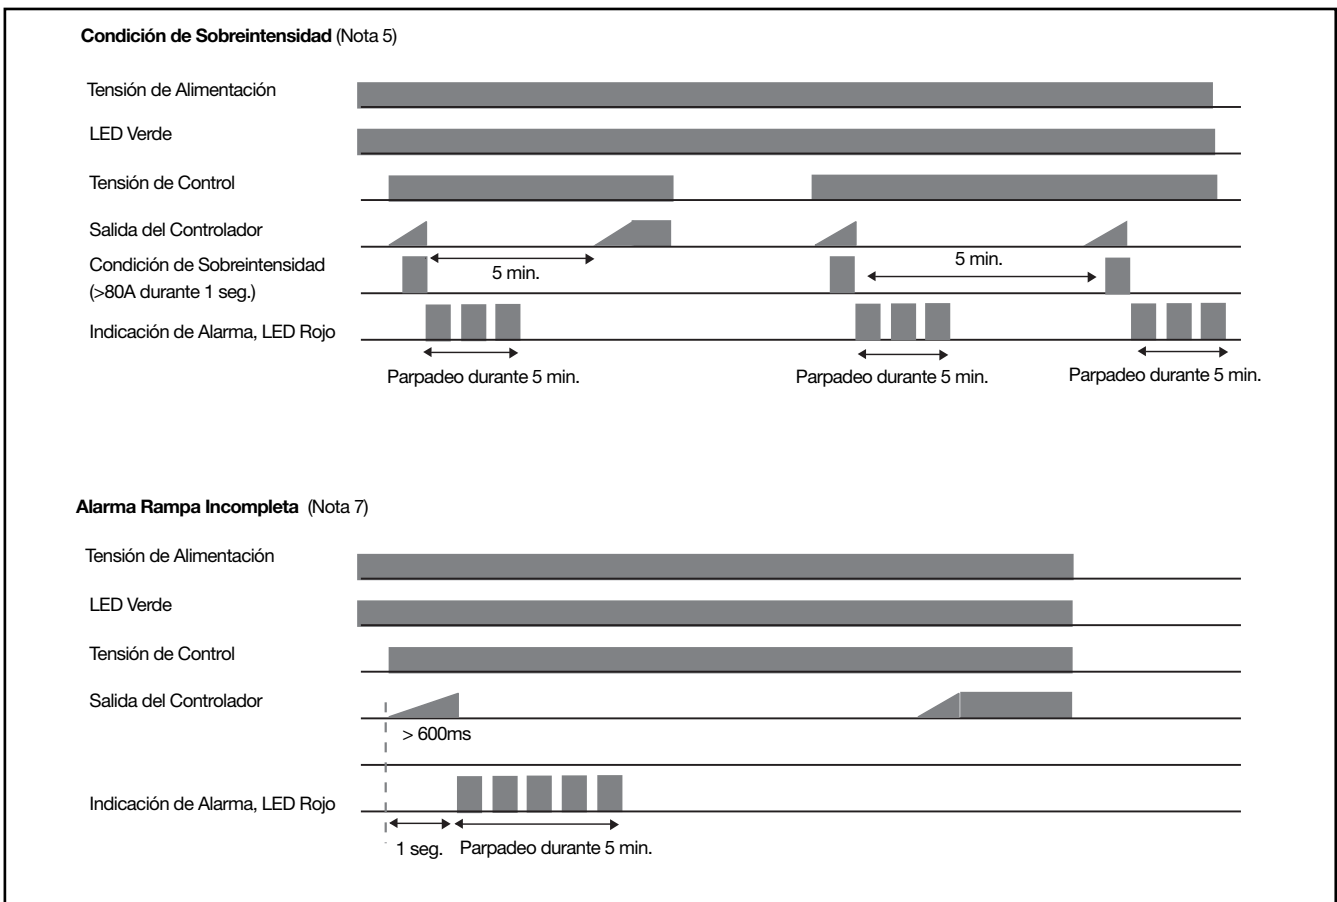 Condición de Sobreintensidad (Nota 5)
Tensión de Alimentación
LED Verde
Tensión de Control
Salida del Controlador
Condición de Sobreintensidad
(>80A durante 1 seg.)
5 min.
5 min.
Indicación de Alarma, LED Rojo
Parpadeo durante 5 min.
Parpadeo durante 5 min.
Parpadeo durante 5 min.
Alarma Rampa Incompleta (Nota 7)
Tensión de Alimentación
LED Verde
Tensión de Control
Salida del Controlador
> 600ms
Indicación de Alarma, LED Rojo
1 seg.
Parpadeo durante 5 min.